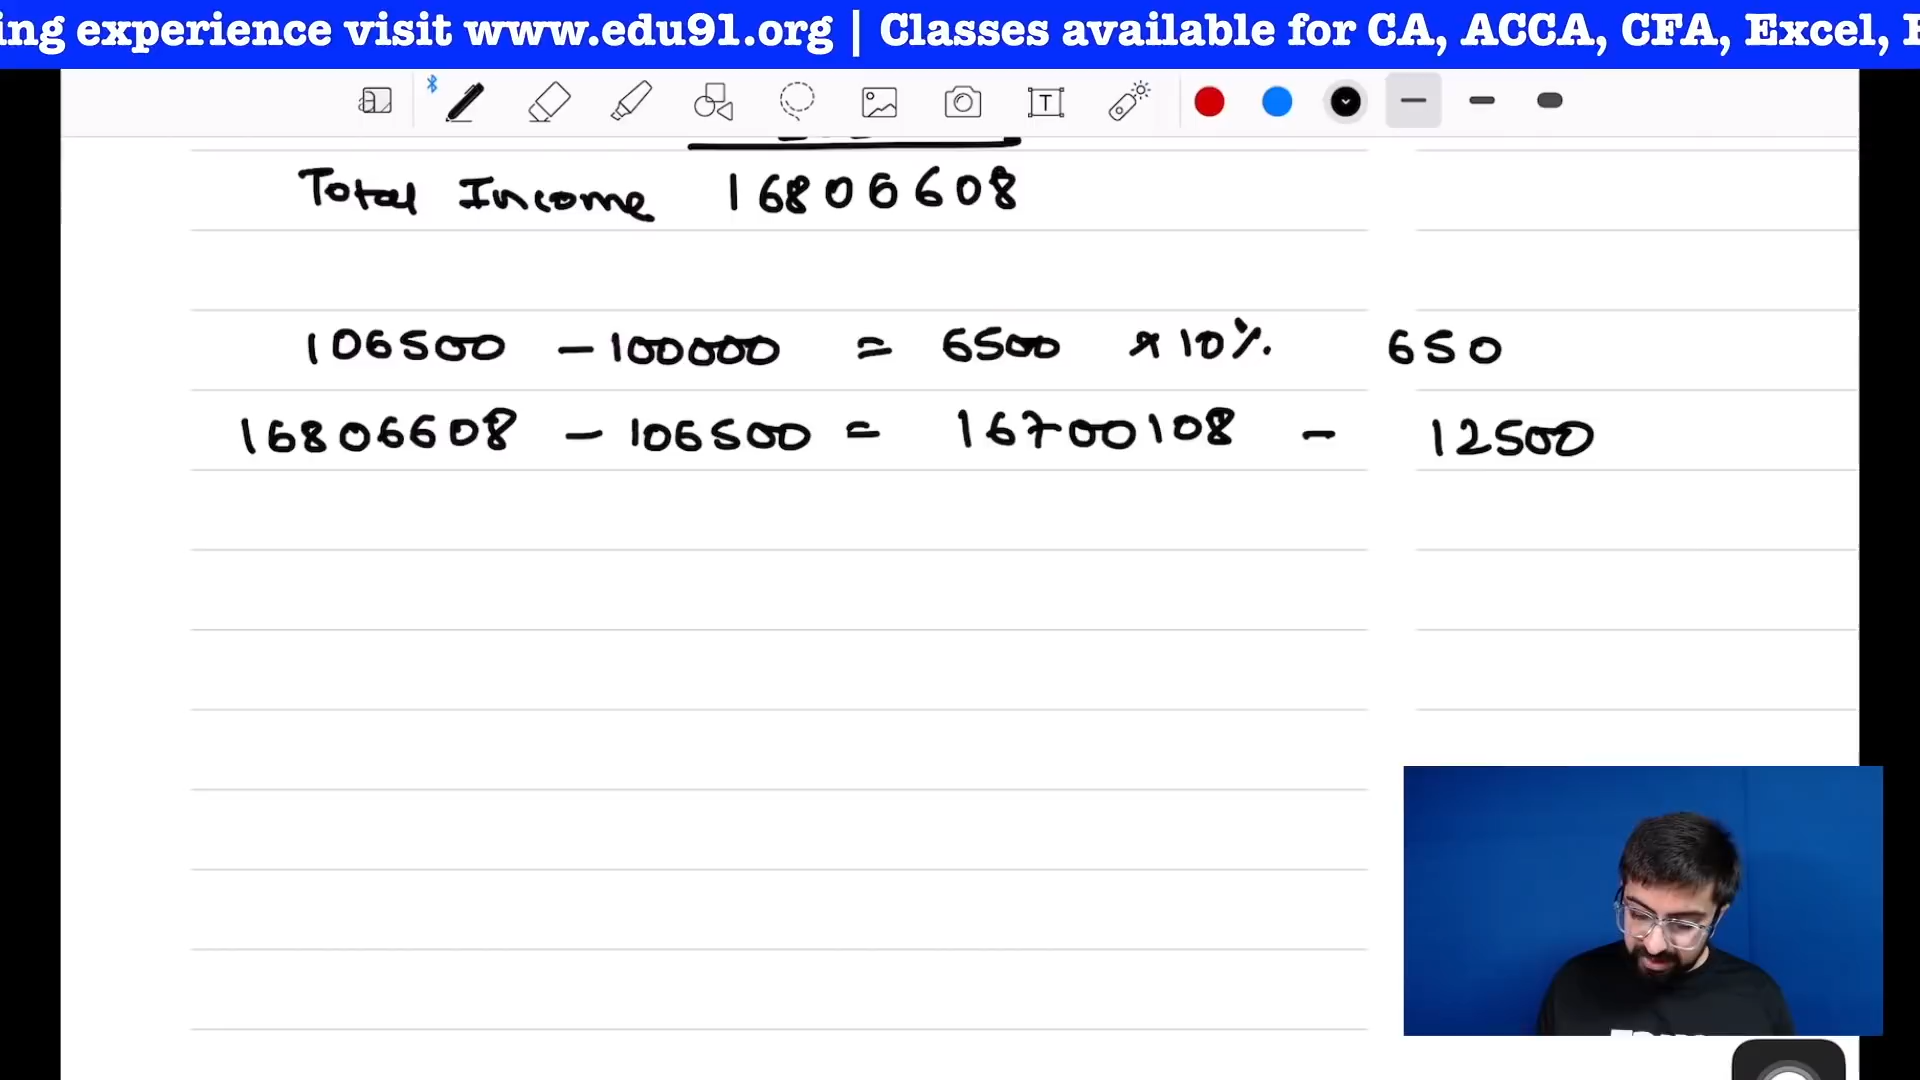 ing experience visit www.edu91.org | Classes available for CA, ACCA, CFA, Excel,
Total Income 16806608
106500 - 100000 = 6500 x 10% 650
16806608 - 106500 = 16700108 - 12500